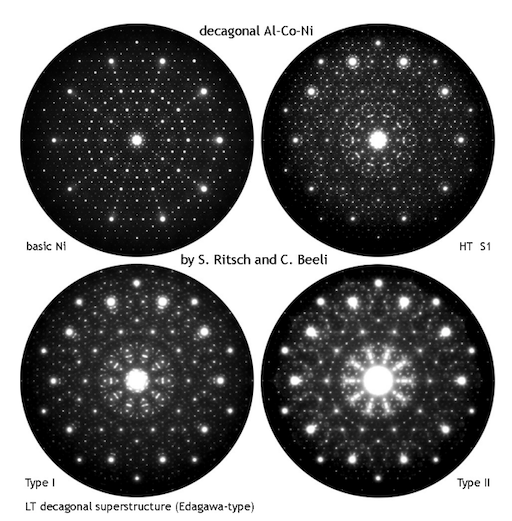 decagonal Al-Co-Ni
basic Ni
HT S1
by S. Ritsch and C. Beeli
Type I
Type II
LT decagonal superstructure (Edagawa-type)